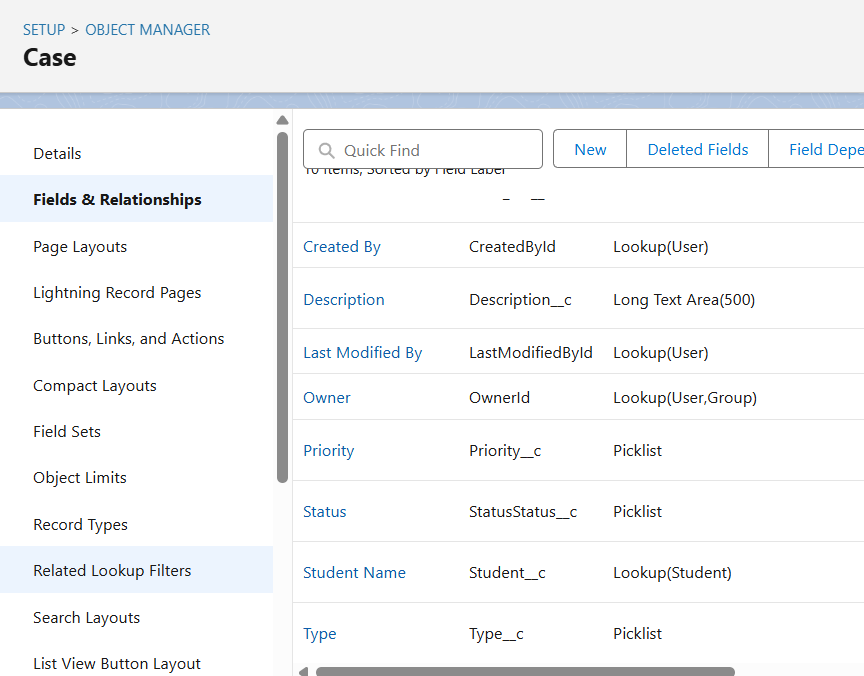 SETUP > OBJECT MANAGER
Case
Details
Fields & Relationships
Page Layouts
Lightning Record Pages
Buttons, Links, and Actions
Compact Layouts
Field Sets
Object Limits
Record Types
Related Lookup Filters
Search Layouts
List View Button Layout
Quick Find
New
Deleted Fields
Field Depe
10 Items, Sorted by Field Label
Created By CreatedById Lookup(User)
Description Description__c Long Text Area(500)
Last Modified By LastModifiedById Lookup(User)
Owner OwnerId Lookup(User,Group)
Priority Priority__c Picklist
Status StatusStatus__c Picklist
Student Name Student__c Lookup(Student)
Type Type__c Picklist